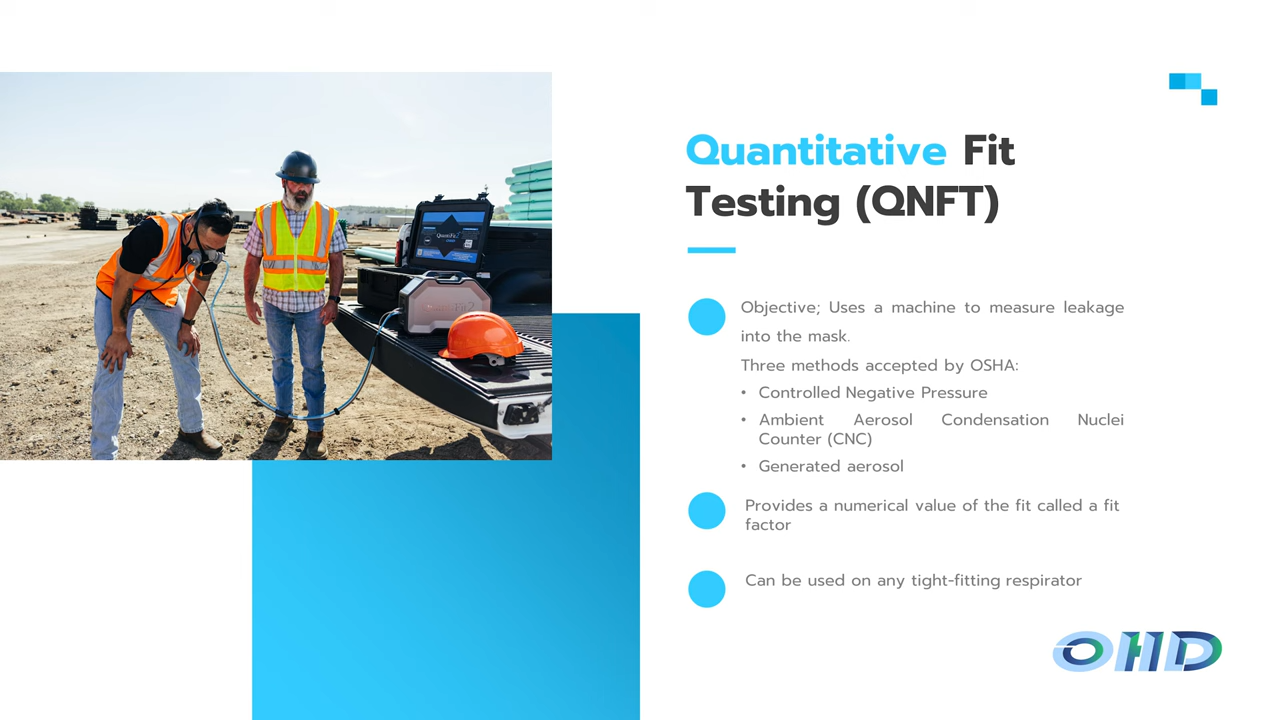 Quantitative Fit
Testing (QNFT)
Objective; Uses a machine to measure leakage
into the mask.
Three methods accepted by OSHA:
• Controlled Negative Pressure
• Ambient Aerosol Condensation Nuclei
Counter (CNC)
• Generated aerosol
Provides a numerical value of the fit called a fit
factor
Can be used on any tight-fitting respirator
OHD